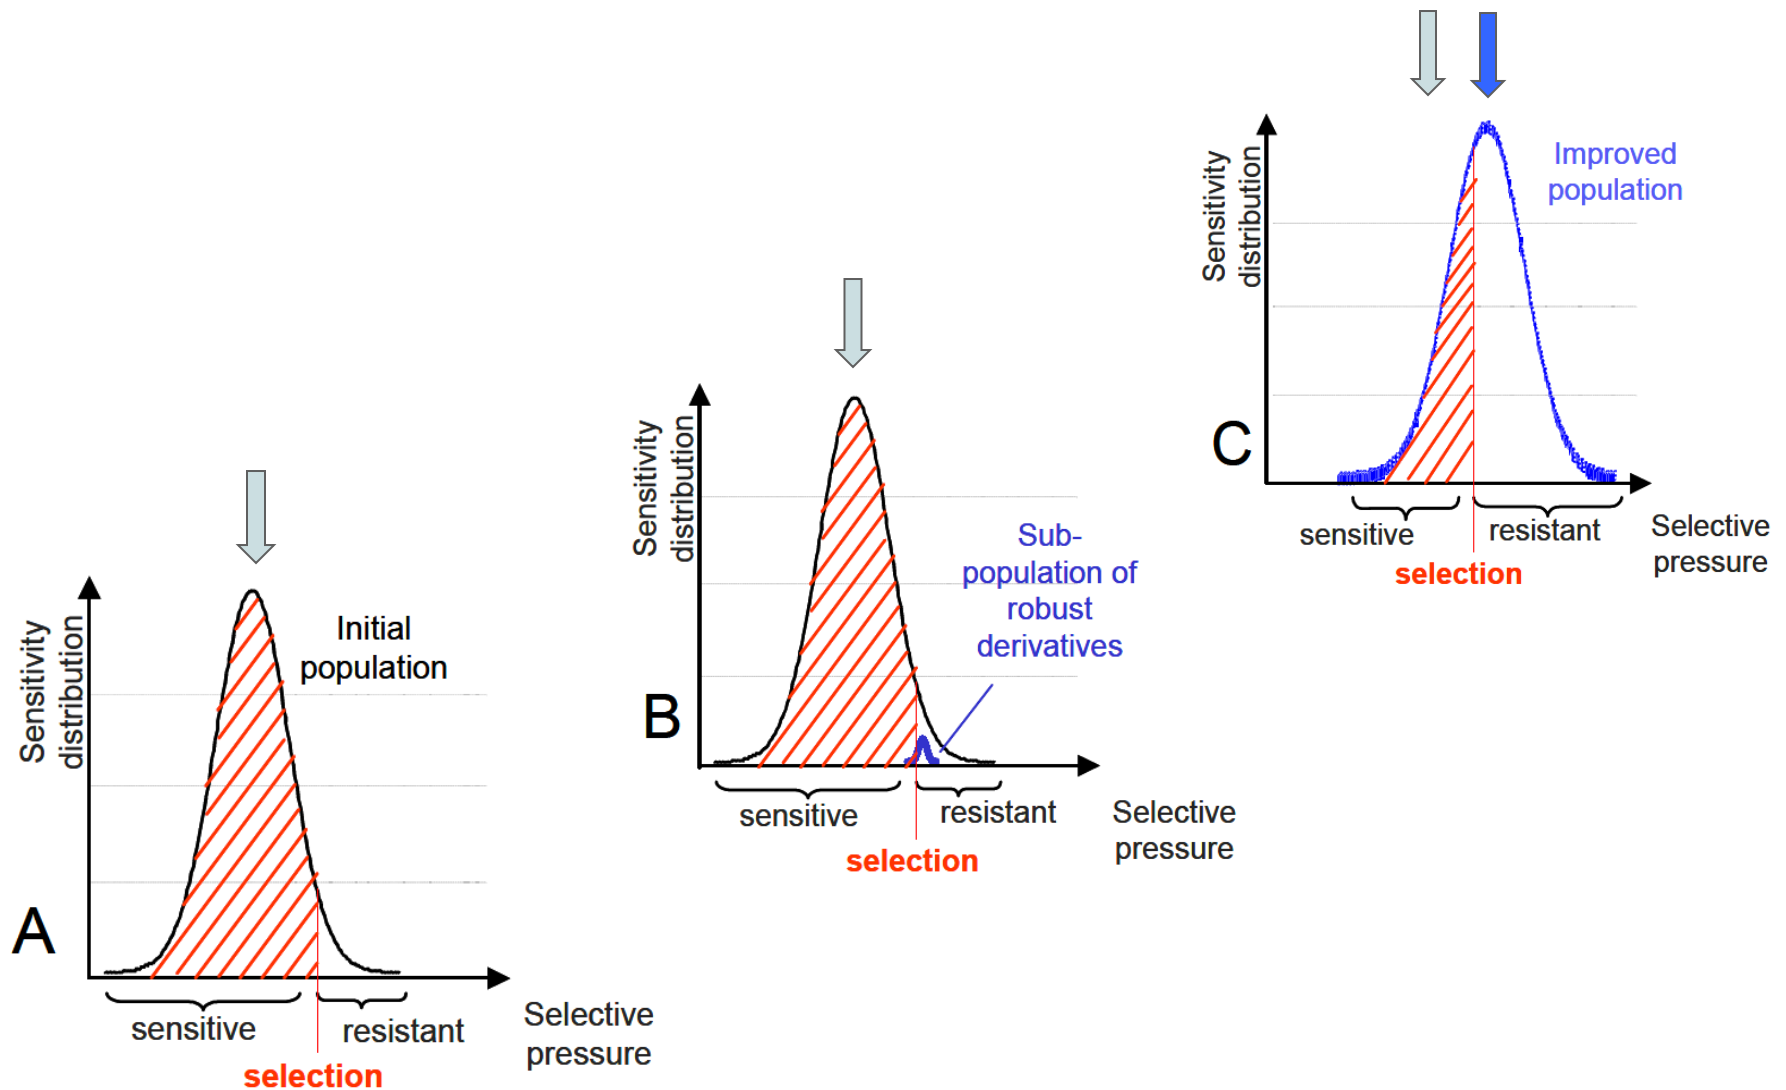 A
Sensitivity
distribution
Initial
population
sensitive
resistant
selection
Selective
pressure
B
Sensitivity
distribution
Sub-
population of
robust
derivatives
sensitive
resistant
selection
Selective
pressure
C
Sensitivity
distribution
Improved
population
sensitive
resistant
selection
Selective
pressure